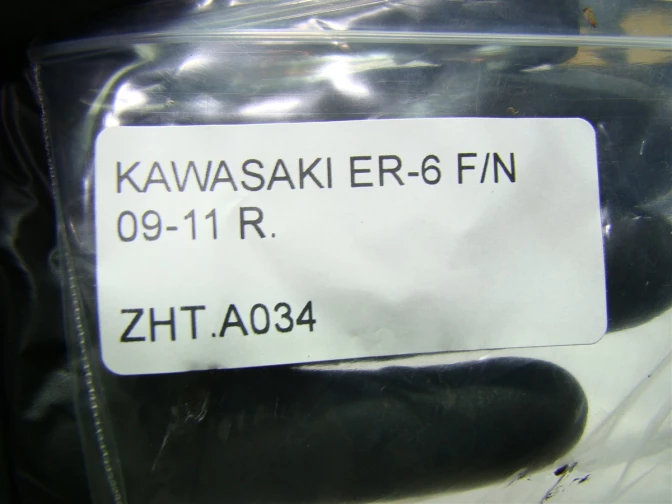 KAWASAKI ER-6 F/N
09-11 R.
ZHT.A034